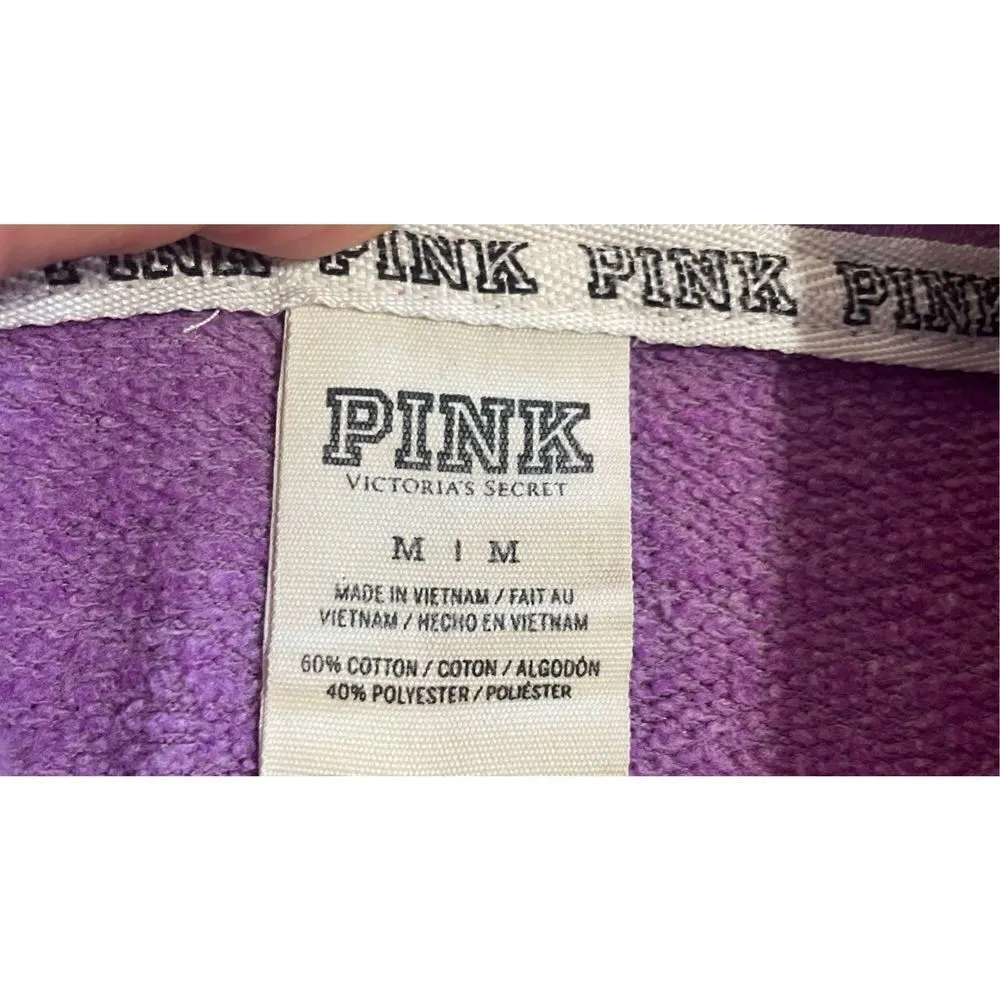 PINK PINK PINK PINK
PINK
VICTORIA'S SECRET
M | M
MADE IN VIETNAM / FAIT AU
VIETNAM / HECHO EN VIETNAM
60% COTTON / COTON / ALGODÓN
40% POLYESTER / POLIÉSTER